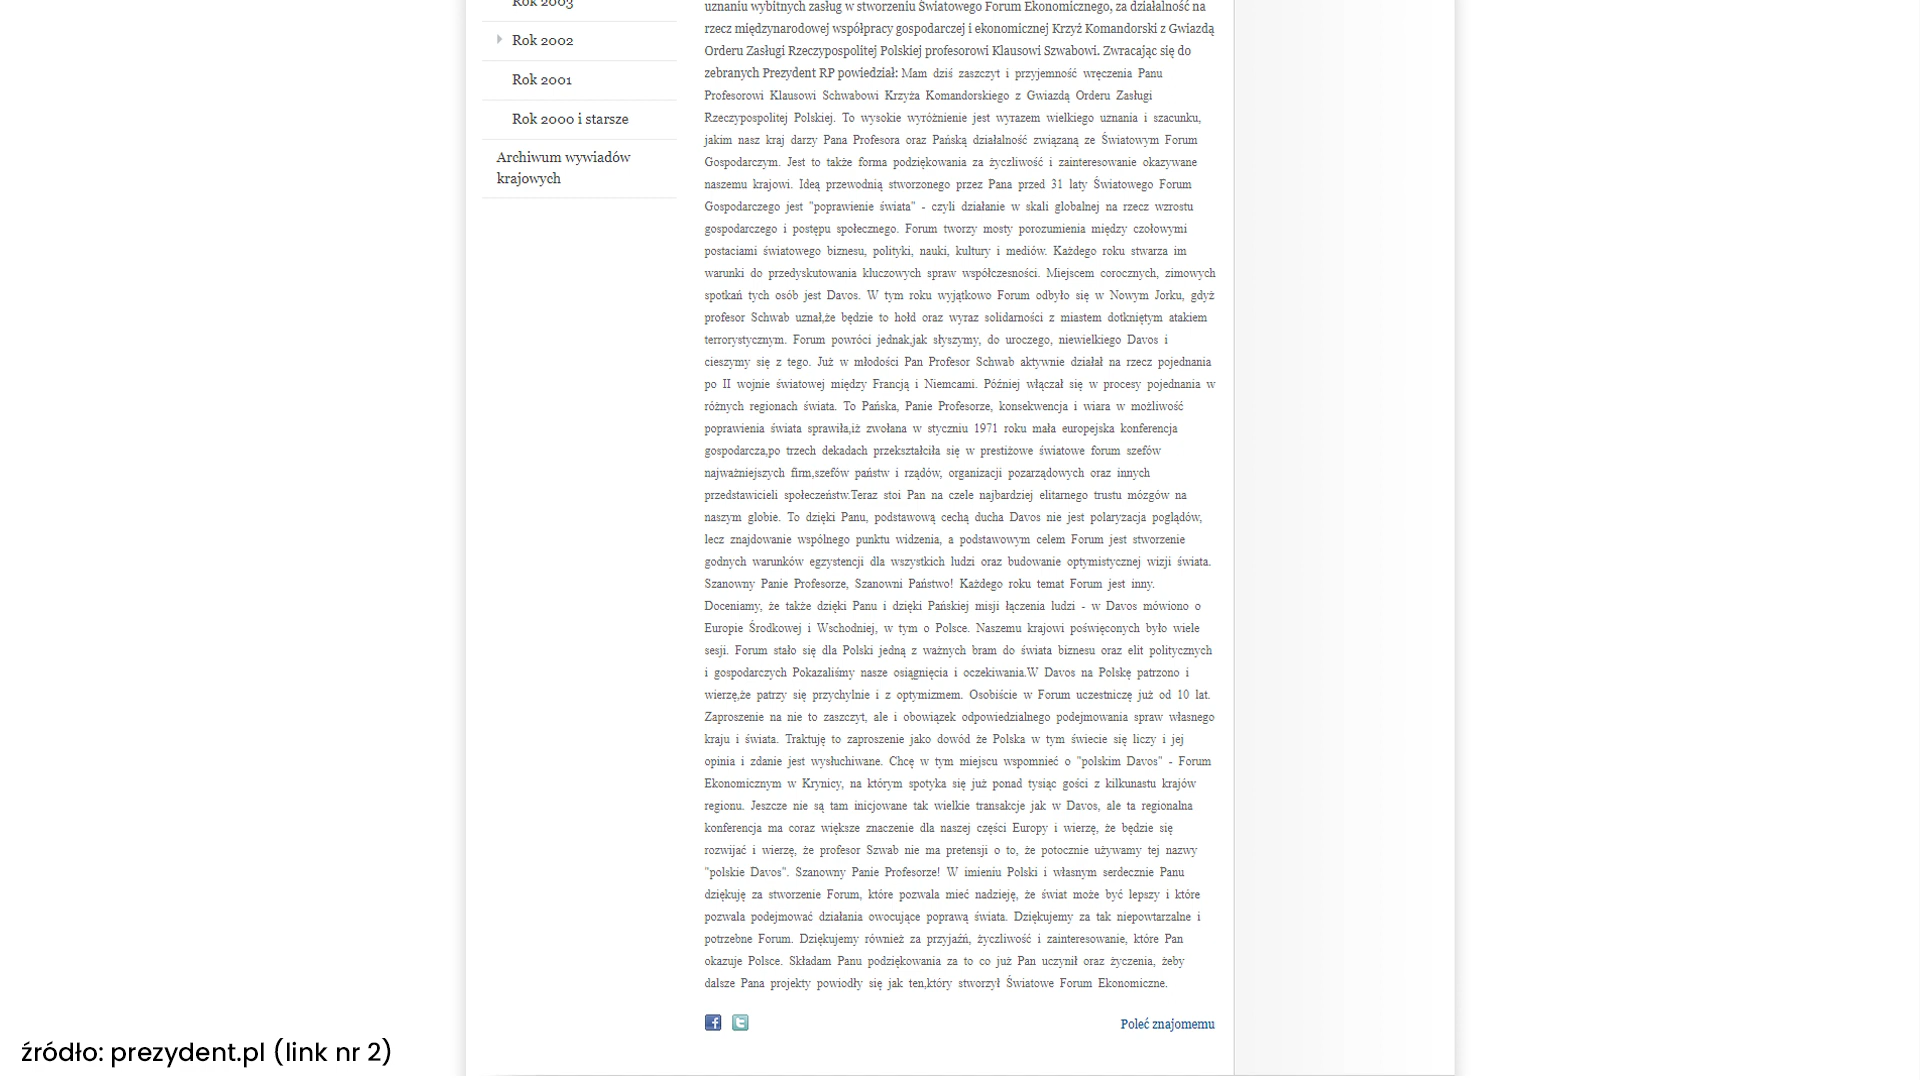 Rok 2003
Rok 2002
Rok 2001
Rok 2000 i starsze
Archiwum wywiadów
krajowych
uznaniu wybitnych zasług w stworzeniu Światowego Forum Ekonomicznego, za działalność na
rzecz międzynarodowej współpracy gospodarczej i ekonomicznej Krzyż Komandorski z Gwiazdą
Orderu Zasługi Rzeczypospolitej Polskiej profesorowi Klausowi Szwabowi. Zwracając się do
zebranych Prezydent RP powiedział: Mam dziś zaszczyt i przyjemność wręczenia Panu
Profesorowi Klausowi Schwabowi Krzyża Komandorskiego z Gwiazdą Orderu Zasługi
Rzeczypospolitej Polskiej. To wysokie wyróżnienie jest wyrazem wielkiego uznania i szacunku,
jakim nasz kraj darzy Pana Profesora oraz Pańską działalność związaną ze Światowym Forum
Gospodarczym. Jest to także forma podziękowania za życzliwość i zainteresowanie okazywane
naszemu krajowi. Ideą przewodnią stworzonego przez Pana przed 31 laty Światowego Forum
Gospodarczego jest "poprawienie świata" - czyli działanie w skali globalnej na rzecz wzrostu
gospodarczego i postępu społecznego. Forum tworzy mosty porozumienia między czołowymi
postaciami światowego biznesu, polityki, nauki, kultury i mediów. Każdego roku stwarza im
warunki do przedyskutowania kluczowych spraw współczesności. Miejscem corocznych, zimowych
spotkań tych osób jest Davos. W tym roku wyjątkowo Forum odbyło się w Nowym Jorku, gdyż
profesor Schwab uznał,że będzie to hołd oraz wyraz solidarności z miastem dotkniętym atakiem
terrorystycznym. Forum powróci jednak,jak słyszymy, do uroczego, niewielkiego Davos i
cieszymy się z tego. Już w młodości Pan Profesor Schwab aktywnie działał na rzecz pojednania
po II wojnie światowej między Francją i Niemcami. Później włączał się w procesy pojednania w
różnych regionach świata. To Pańska, Panie Profesorze, konsekwencja i wiara w możliwość
poprawienia świata sprawiła,iż zwołana w styczniu 1971 roku mała europejska konferencja
gospodarcza,po trzech dekadach przekształciła się w prestiżowe światowe forum szefów
najważniejszych firm,szefów państw i rządów, organizacji pozarządowych oraz innych
przedstawicieli społeczeństw.Teraz stoi Pan na czele najbardziej elitarnego trustu mózgów na
naszym globie. To dzięki Panu, podstawową cechą ducha Davos nie jest polaryzacja poglądów,
lecz znajdowanie wspólnego punktu widzenia, a podstawowym celem Forum jest stworzenie
godnych warunków egzystencji dla wszystkich ludzi oraz budowanie optymistycznej wizji świata.
Szanowny Panie Profesorze, Szanowni Państwo! Każdego roku temat Forum jest inny.
Doceniamy, że także dzięki Panu i dzięki Pańskiej misji łączenia ludzi - w Davos mówiono o
Europie Środkowej i Wschodniej, w tym o Polsce. Naszemu krajowi poświęconych było wiele
sesji. Forum stało się dla Polski jedną z ważnych bram do świata biznesu oraz elit politycznych
i gospodarczych Pokazaliśmy nasze osiągnięcia i oczekiwania.W Davos na Polskę patrzono i
wierzę,że patrzy się przychylnie i z optymizmem. Osobiście w Forum uczestniczę już od 10 lat.
Zaproszenie na nie to zaszczyt, ale i obowiązek odpowiedzialnego podejmowania spraw własnego
kraju i świata. Traktuję to zaproszenie jako dowód że Polska w tym świecie się liczy i jej
opinia i zdanie jest wysłuchiwane. Chcę w tym miejscu wspomnieć o "polskim Davos" - Forum
Ekonomicznym w Krynicy, na którym spotyka się już ponad tysiąc gości z kilkunastu krajów
regionu. Jeszcze nie są tam inicjowane tak wielkie transakcje jak w Davos, ale ta regionalna
konferencja ma coraz większe znaczenie dla naszej części Europy i wierzę, że będzie się
rozwijać i wierzę, że profesor Szwab nie ma pretensji o to, że potocznie używamy tej nazwy
"polskie Davos". Szanowny Panie Profesorze! W imieniu Polski i własnym serdecznie Panu
dziękuję za stworzenie Forum, które pozwala mieć nadzieję, że świat może być lepszy i które
pozwala podejmować działania owocujące poprawą świata. Dziękujemy za tak niepowtarzalne i
potrzebne Forum. Dziękujemy również za przyjaźń, życzliwość i zainteresowanie, które Pan
okazuje Polsce. Składam Panu podziękowania za to co już Pan uczynił oraz życzenia, żeby
dalsze Pana projekty powiodły się jak ten,który stworzył Światowe Forum Ekonomiczne.
Poleć znajomemu
źródło: prezydent.pl (link nr 2)